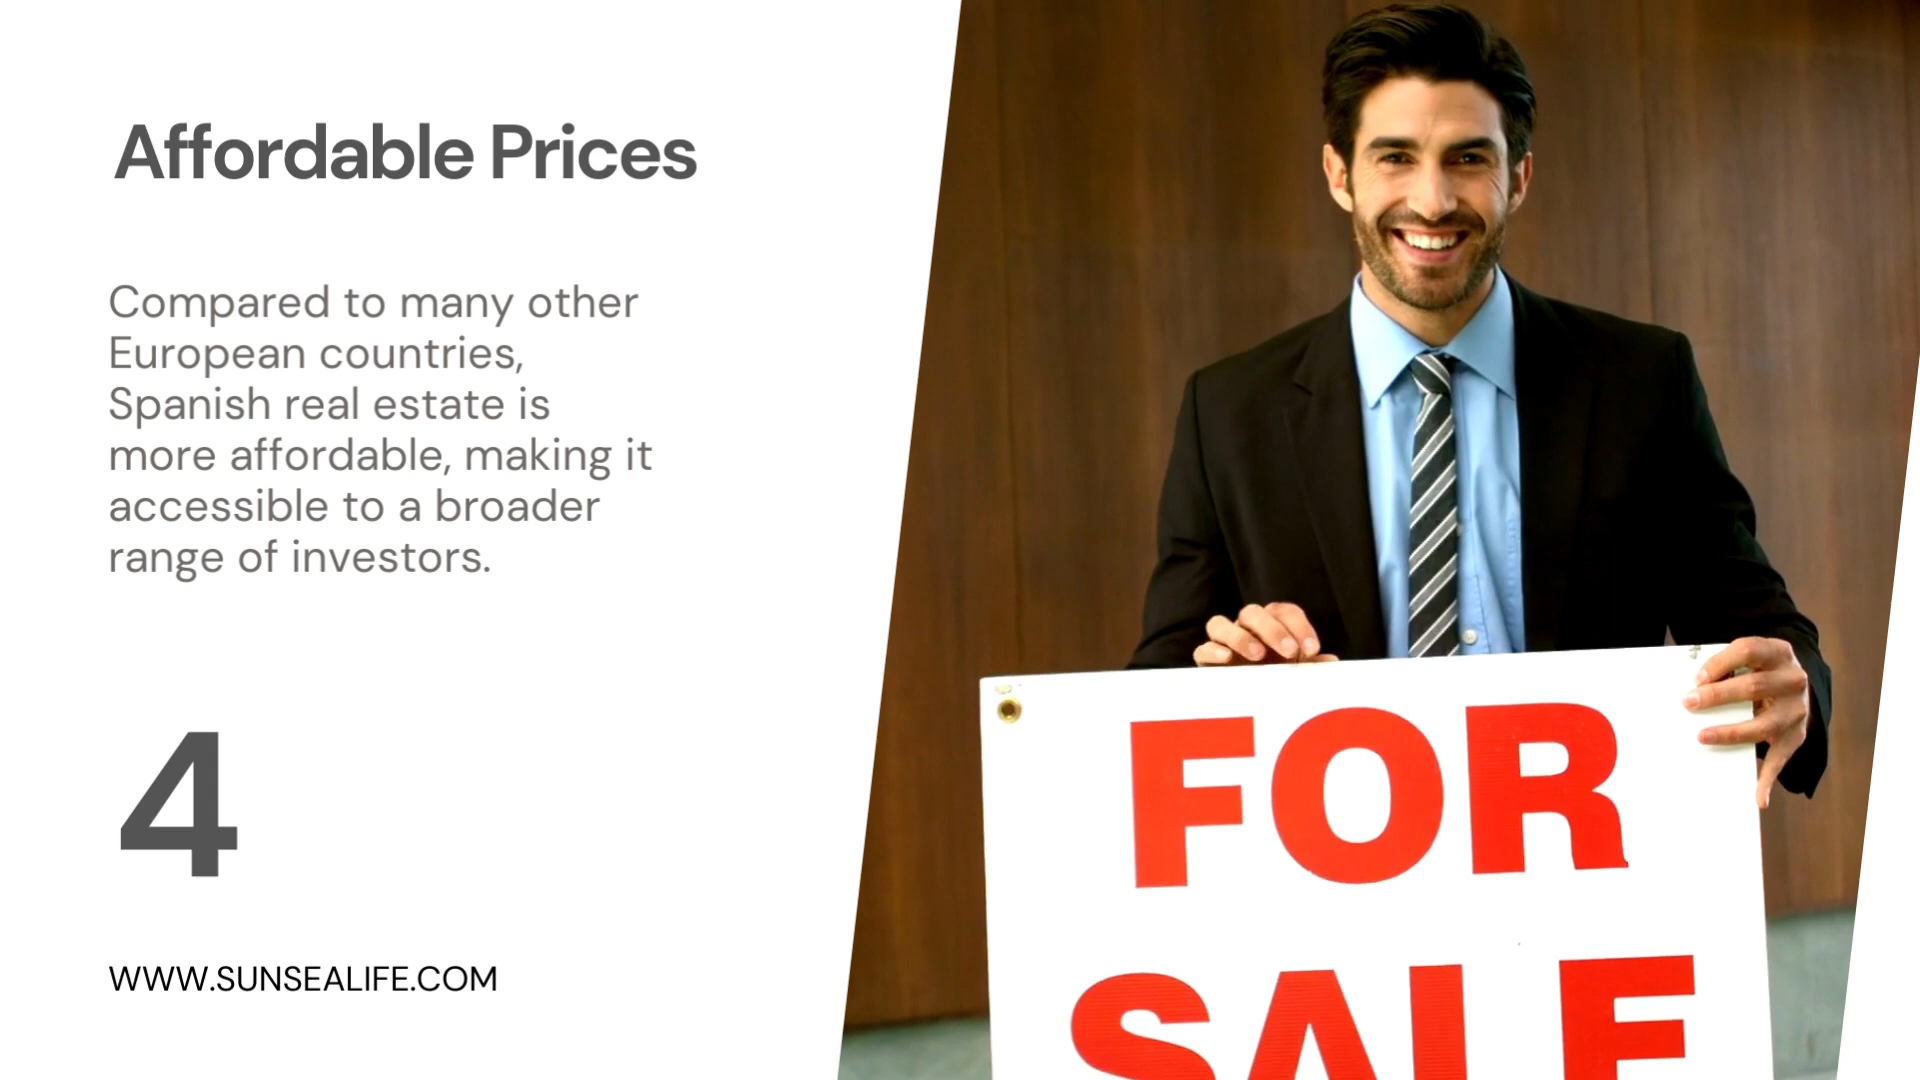 Affordable Prices
Compared to many other
European countries,
Spanish real estate is
more affordable, making it
accessible to a broader
range of investors.
4
WWW.SUNSEALIFE.COM
FOR
SALE